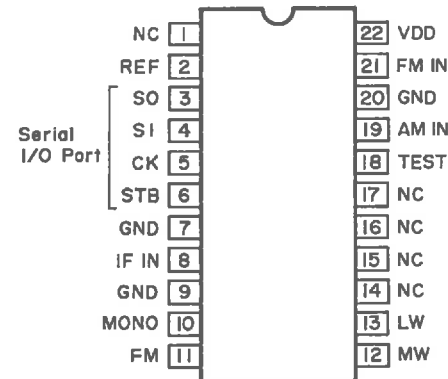 NC 1 22 VDD
REF 2 21 FM IN
SO 3 20 GND
Serial SI 4 19 AM IN
I/O Port CK 5 18 TEST
STB 6 17 NC
GND 7 16 NC
IF IN 8 15 NC
GND 9 14 NC
MONO 10 13 LW
FM 11 12 MW